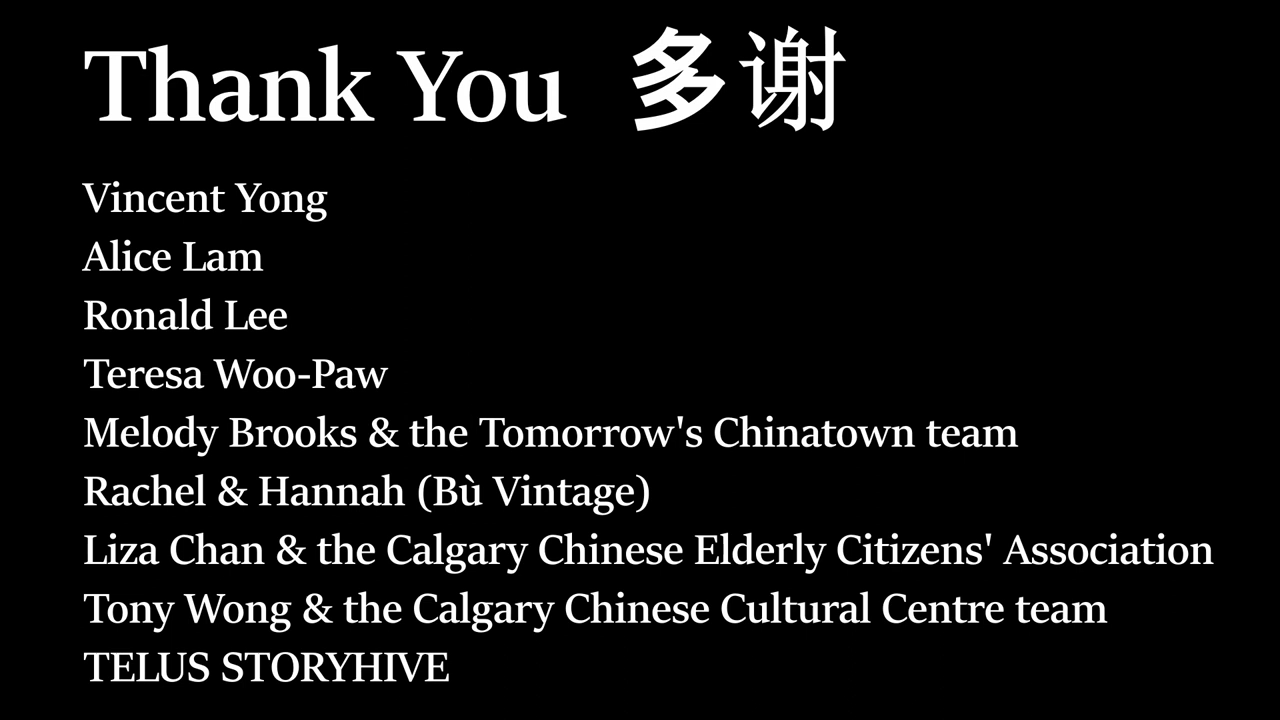 Thank You 多谢
Vincent Yong
Alice Lam
Ronald Lee
Teresa Woo-Paw
Melody Brooks & the Tomorrow's Chinatown team
Rachel & Hannah (Bù Vintage)
Liza Chan & the Calgary Chinese Elderly Citizens' Association
Tony Wong & the Calgary Chinese Cultural Centre team
TELUS STORYHIVE